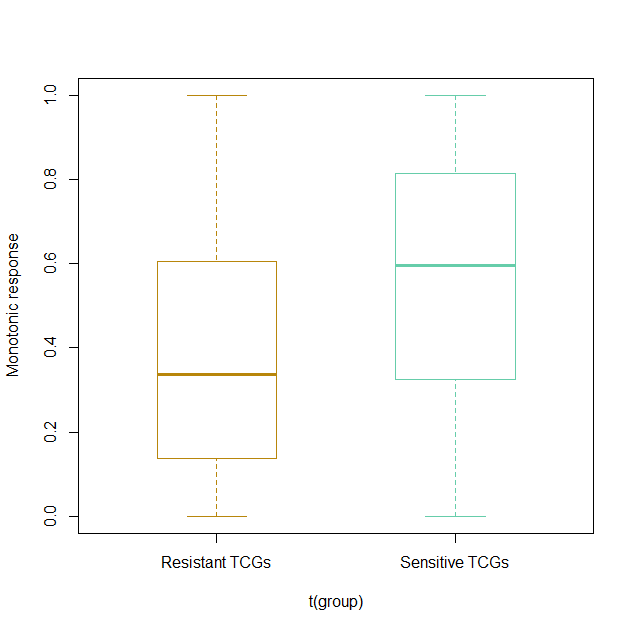 Monotonic response
1.0
0.8
0.6
0.4
0.2
0.0
Resistant TCGs
Sensitive TCGs
t(group)